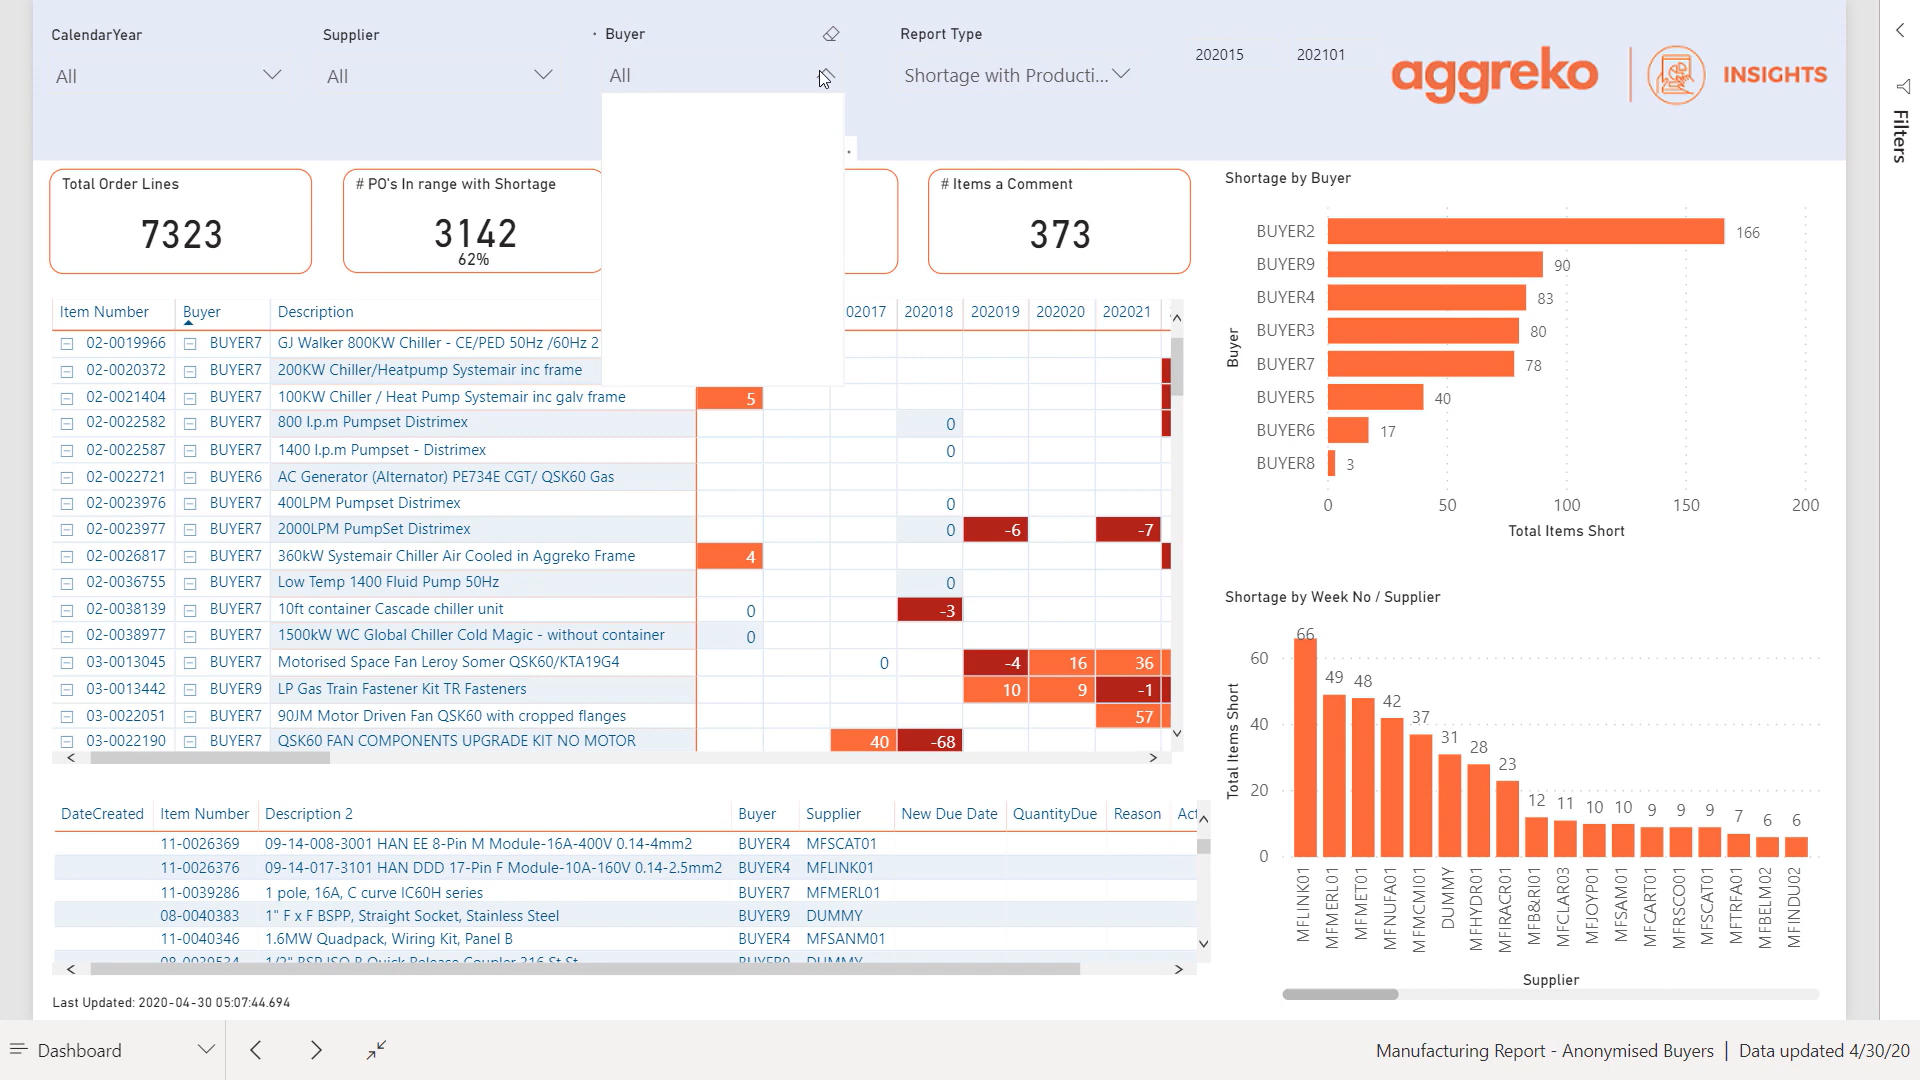 CalendarYear
All
Supplier
All
Buyer
All
Report Type
Shortage with Producti...
202015
202101
aggreko | INSIGHTS
Filters
Total Order Lines
7323
# PO's In range with Shortage
3142
62%
# Items a Comment
373
Item Number Buyer Description 02017 202018 202019 202020 202021
02-0019966 BUYER7 GJ Walker 800KW Chiller - CE/PED 50Hz /60Hz 2
02-0020372 BUYER7 200KW Chiller/Heatpump Systemair inc frame
02-0021404 BUYER7 100KW Chiller / Heat Pump Systemair inc galv frame 5
02-0022582 BUYER7 800 l.p.m Pumpset Distrimex 0
02-0022587 BUYER7 1400 l.p.m Pumpset - Distrimex 0
02-0022721 BUYER6 AC Generator (Alternator) PE734E CGT/ QSK60 Gas
02-0023976 BUYER7 400LPM Pumpset Distrimex 0
02-0023977 BUYER7 2000LPM PumpSet Distrimex 0 -6 -7
02-0026817 BUYER7 360kW Systemair Chiller Air Cooled in Aggreko Frame 4
02-0036755 BUYER7 Low Temp 1400 Fluid Pump 50Hz 0
02-0038139 BUYER7 10ft container Cascade chiller unit 0 -3
02-0038977 BUYER7 1500kW WC Global Chiller Cold Magic - without container 0
03-0013045 BUYER7 Motorised Space Fan Leroy Somer QSK60/KTA19G4 0 -4 16 36
03-0013442 BUYER9 LP Gas Train Fastener Kit TR Fasteners 10 9 -1
03-0022051 BUYER7 90JM Motor Driven Fan QSK60 with cropped flanges 57
03-0022190 BUYER7 QSK60 FAN COMPONENTS UPGRADE KIT NO MOTOR 40 -68
Shortage by Buyer
Buyer
BUYER2 166
BUYER9 90
BUYER4 83
BUYER3 80
BUYER7 78
BUYER5 40
BUYER6 17
BUYER8 3
0 50 100 150 200
Total Items Short
Shortage by Week No / Supplier
Total Items Short
60
40
20
0
66 49 48 42 37 31 28 23 12 11 10 10 9 9 9 7 6 6
MFLINK01 MFMERL01 MFMET01 MFNUFA01 MFMCMI01 DUMMY MFHYDR01 MFIRACR01 MFB&RI01 MFCLAR03 MFJOYP01 MFSAM01 MFCART01 MFRSCO01 MFSCAT01 MFTRFA01 MFBELM02 MFINDU02
Supplier
DateCreated Item Number Description 2 Buyer Supplier New Due Date QuantityDue Reason Act
11-0026369 09-14-008-3001 HAN EE 8-Pin M Module-16A-400V 0.14-4mm2 BUYER4 MFSCAT01
11-0026376 09-14-017-3101 HAN DDD 17-Pin F Module-10A-160V 0.14-2.5mm2 BUYER4 MFLINK01
11-0039286 1 pole, 16A, C curve IC60H series BUYER7 MFMERL01
08-0040383 1" F x F BSPP, Straight Socket, Stainless Steel BUYER9 DUMMY
11-0040346 1.6MW Quadpack, Wiring Kit, Panel B BUYER4 MFSANM01
Last Updated: 2020-04-30 05:07:44.694
Dashboard
Manufacturing Report - Anonymised Buyers | Data updated 4/30/20